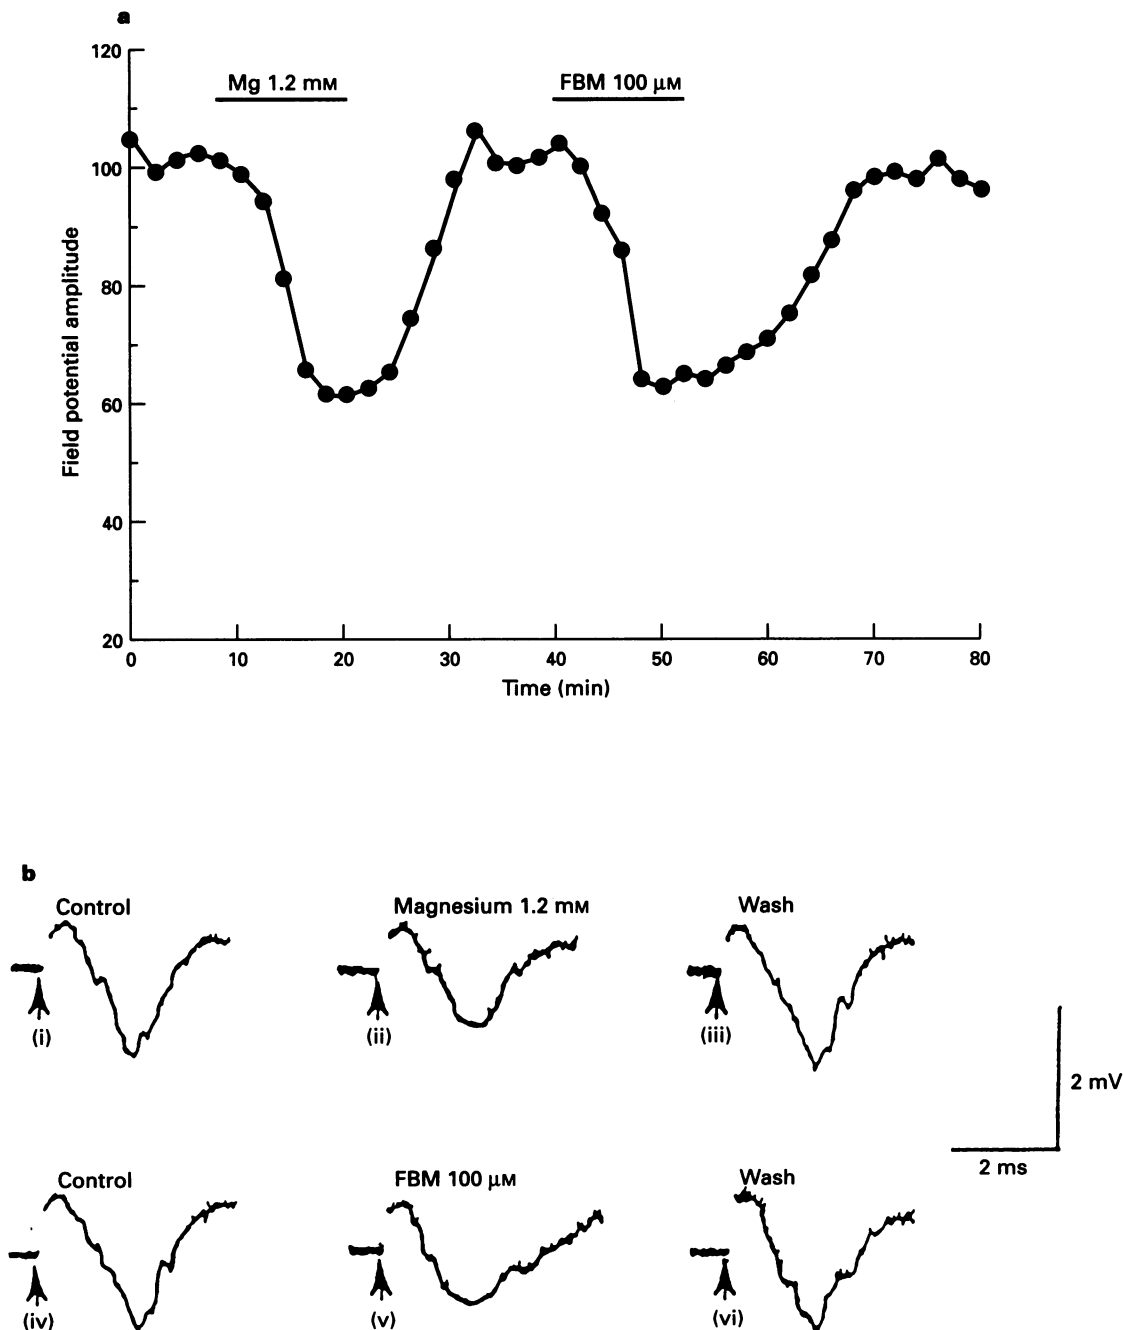 a
120
100
80
60
40
20
Field potential amplitude
Mg 1.2 mM
FBM 100 μM
0 10 20 30 40 50 60 70 80
Time (min)
b
Control Magnesium 1.2 mM Wash
(i) (ii) (iii)
2 mV
2 ms
Control FBM 100 μM Wash
(iv) (v) (vi)